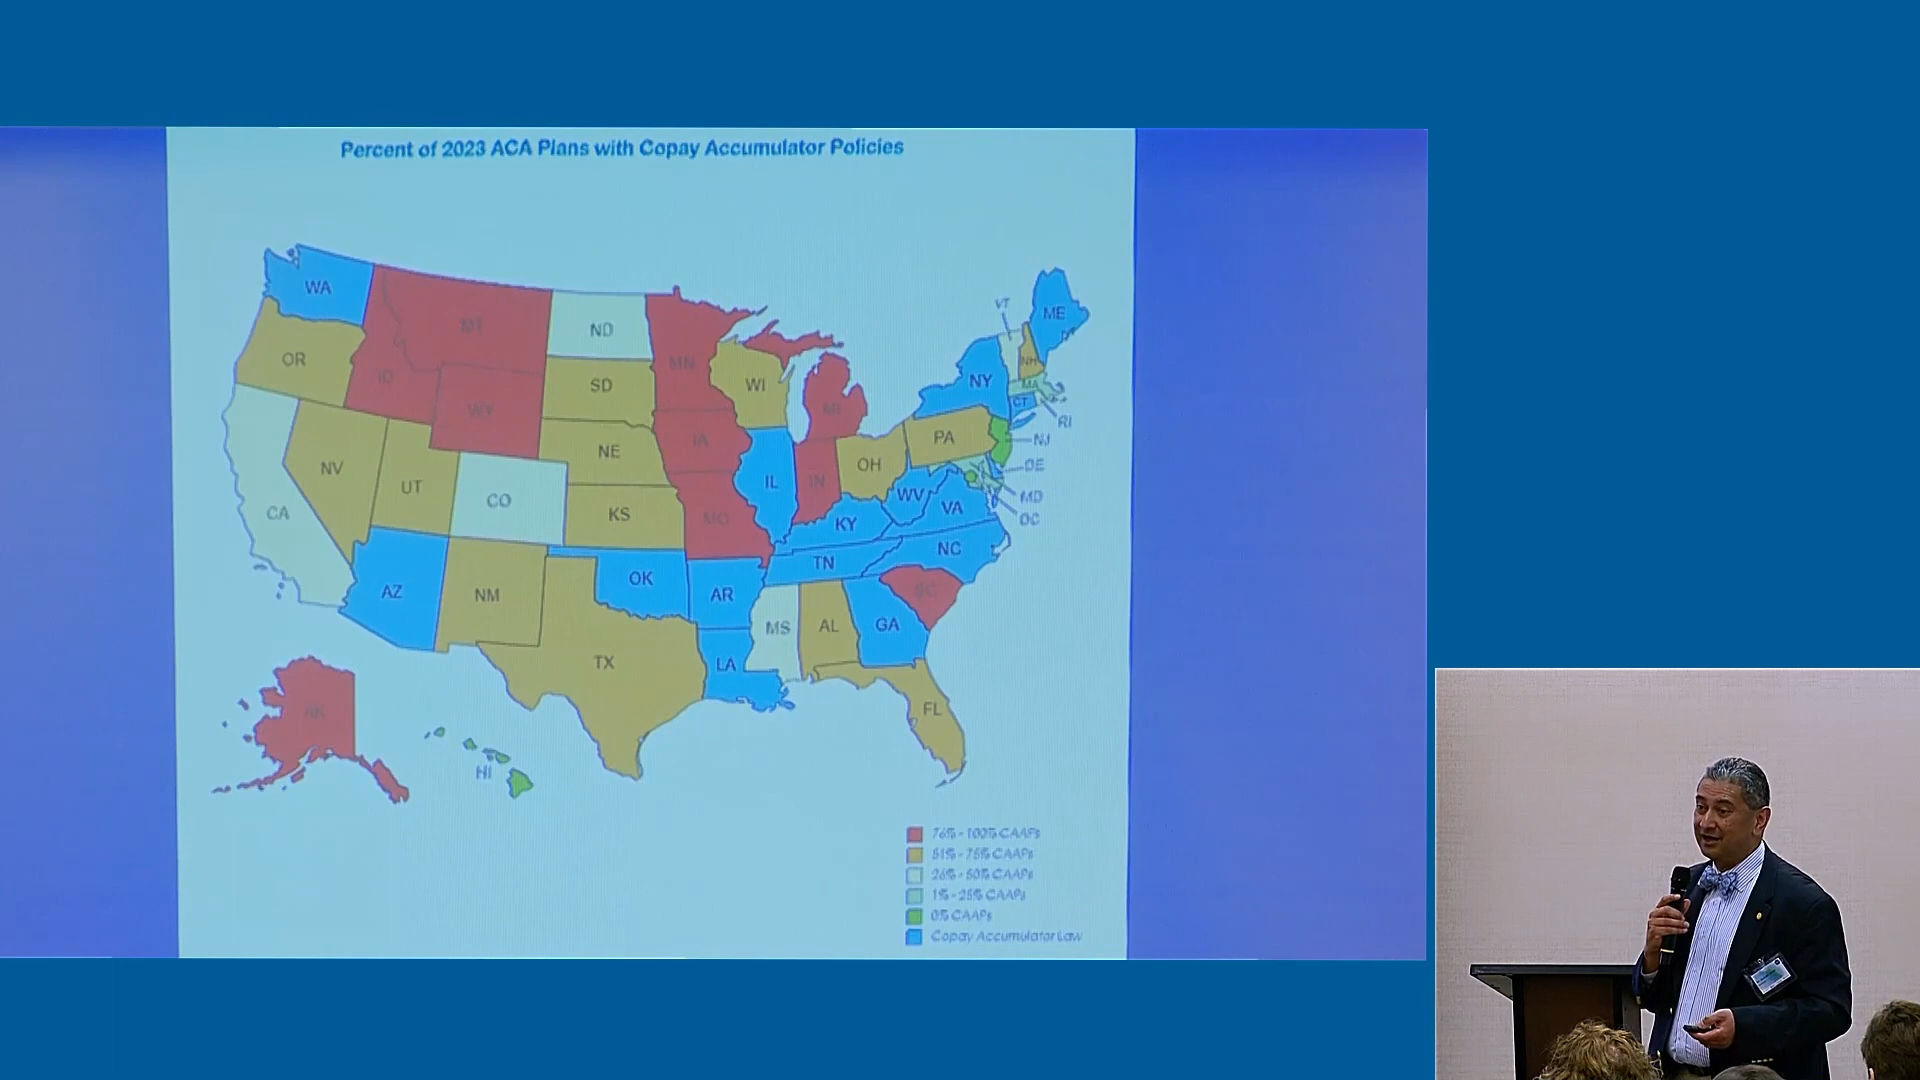 Percent of 2023 ACA Plans with Copay Accumulator Policies
WA
MT
ND
MN
ME
VT
NH
OR
ID
SD
WI
NY
MA
WY
MI
CT
RI
NJ
NE
IA
PA
NV
UT
CO
IL
IN
OH
DE
CA
KS
MO
KY
WV
VA
MD
DC
AZ
NM
OK
AR
TN
NC
SC
MS
AL
GA
TX
LA
FL
AK
HI
76% - 100% CAAPs
51% - 75% CAAPs
26% - 50% CAAPs
1% - 25% CAAPs
0% CAAPs
Copay Accumulator Law